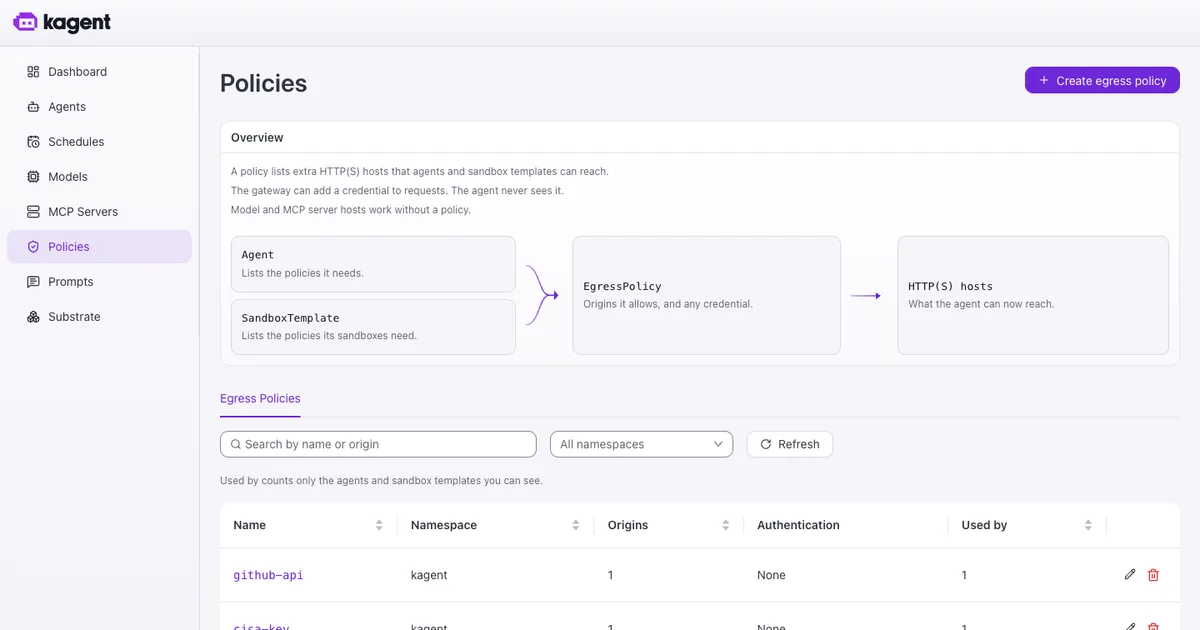 kagent
Dashboard
Agents
Schedules
Models
MCP Servers
Policies
Prompts
Substrate
Policies
+ Create egress policy
Overview
A policy lists extra HTTP(S) hosts that agents and sandbox templates can reach.
The gateway can add a credential to requests. The agent never sees it.
Model and MCP server hosts work without a policy.
Agent
Lists the policies it needs.
SandboxTemplate
Lists the policies its sandboxes need.
EgressPolicy
Origins it allows, and any credential.
HTTP(S) hosts
What the agent can now reach.
Egress Policies
Search by name or origin
All namespaces
Refresh
Used by counts only the agents and sandbox templates you can see.
Name Namespace Origins Authentication Used by
github-api kagent 1 None 1
cisa-kev kagent 1 None 1